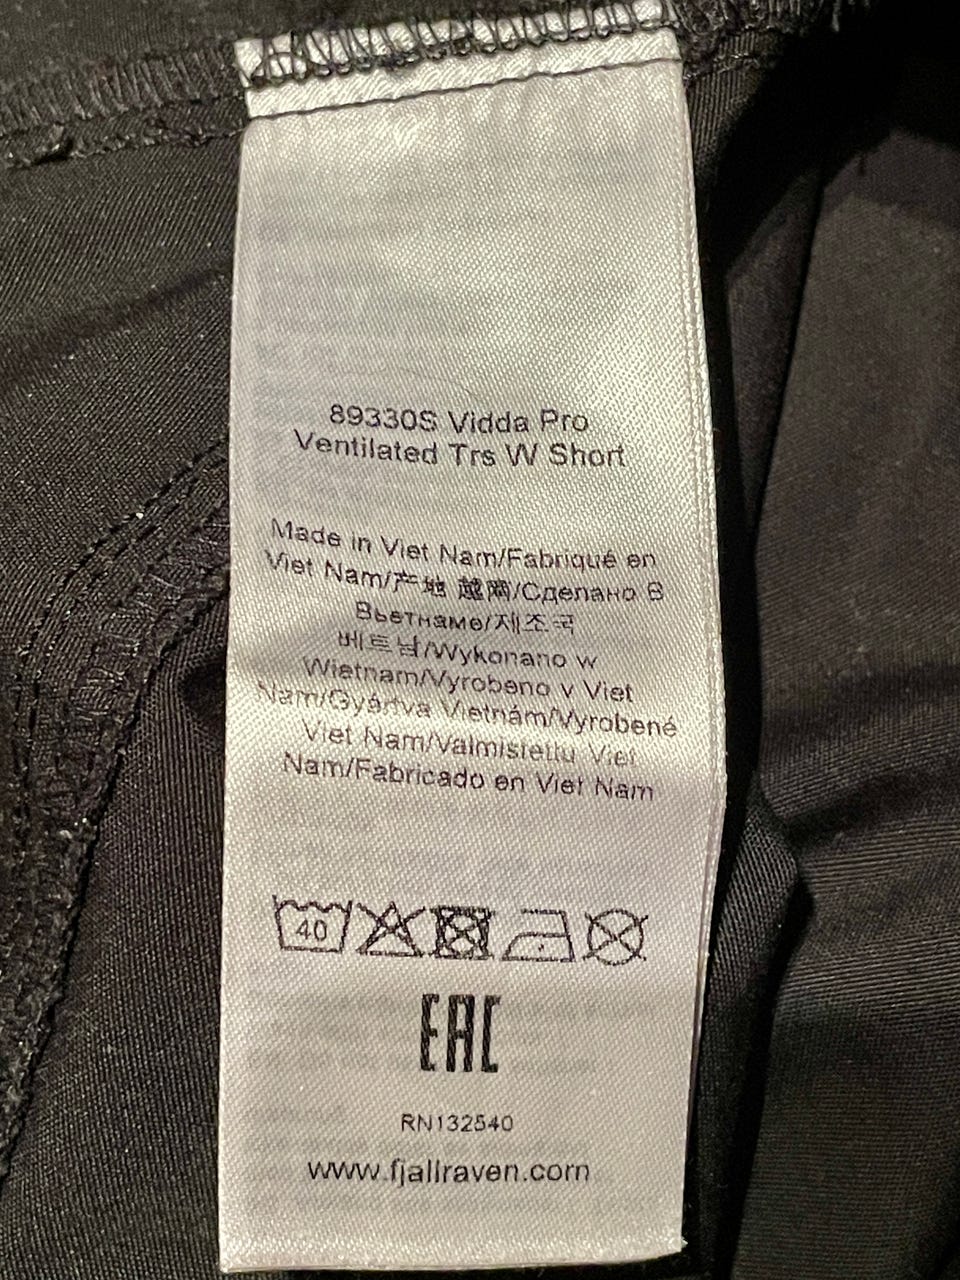 89330S Vidda Pro
Ventilated Trs W Short
Made in Viet Nam/Fabriqué en
Viet Nam/产地 越南/Сделано В
Вьетнаме/제조국
베트남/Wykonano w
Wietnam/Vyrobeno v Viet
Nam/Gyártva Vietnám/Vyrobené
Viet Nam/Valmistettu Viet
Nam/Fabricado en Viet Nam
40
EAC
RN132540
www.fjallraven.com